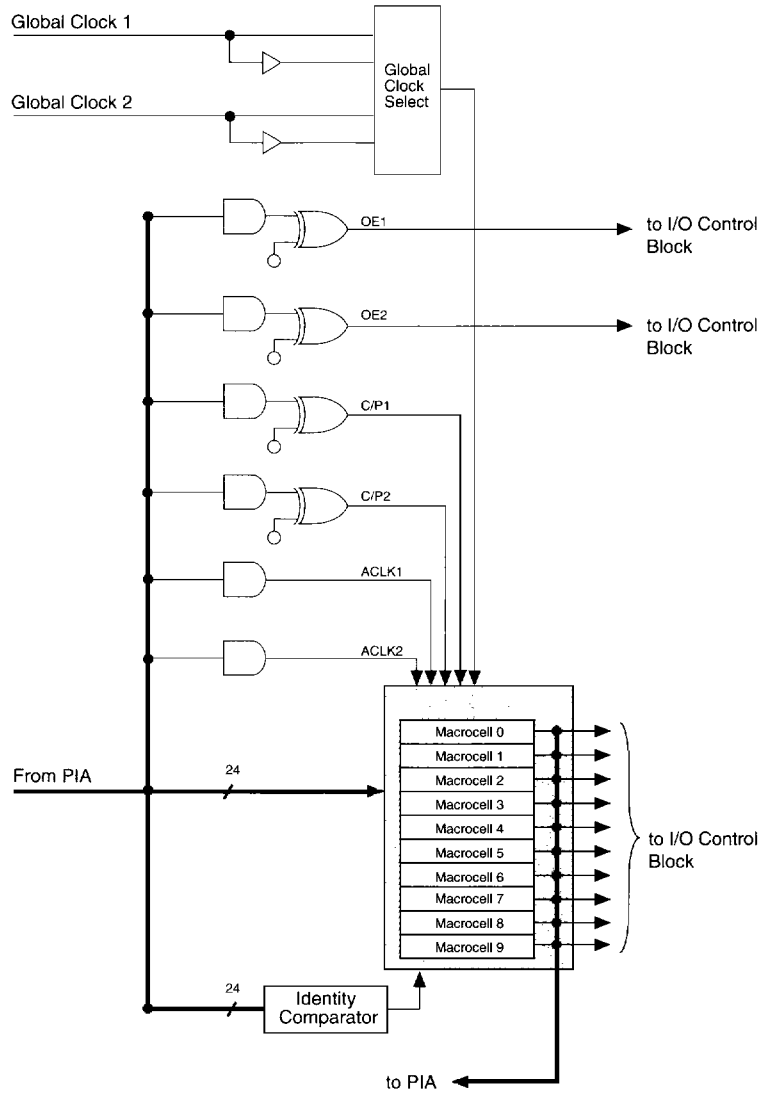 Global Clock 1
Global
Clock
Select
Global Clock 2
OE1
to I/O Control
Block
OE2
to I/O Control
Block
C/P1
C/P2
ACLK1
ACLK2
Macrocell 0
Macrocell 1
Macrocell 2
Macrocell 3
Macrocell 4
Macrocell 5
Macrocell 6
Macrocell 7
Macrocell 8
Macrocell 9
From PIA
24
to I/O Control
Block
24
Identity
Comparator
to PIA